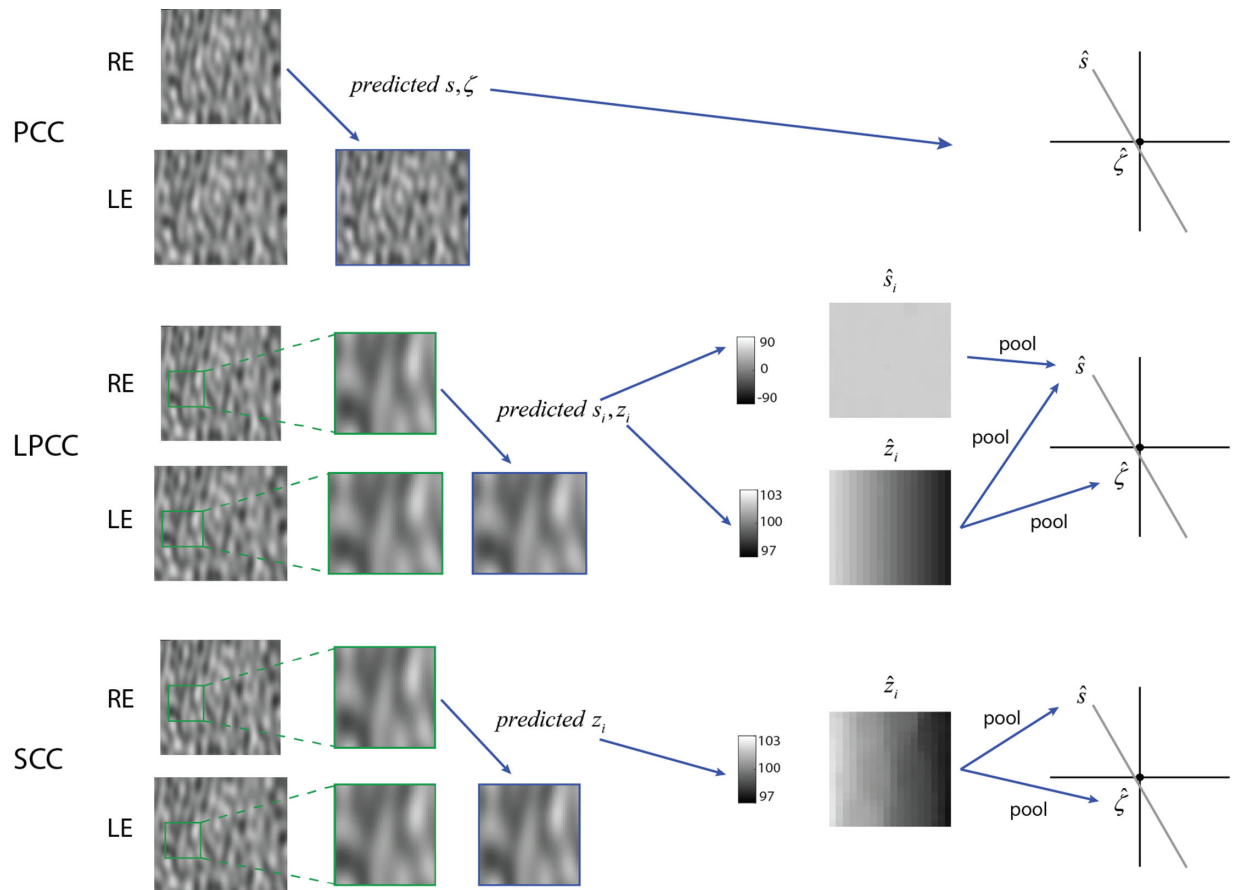 PCC
RE
LE
predicted s, ζ
ŝ
ζ̂
LPCC
RE
LE
predicted s_i, z_i
90
0
-90
103
100
97
ŝ_i
ẑ_i
pool
pool
pool
ŝ
ζ̂
SCC
RE
LE
predicted z_i
103
100
97
ẑ_i
pool
pool
ŝ
ζ̂